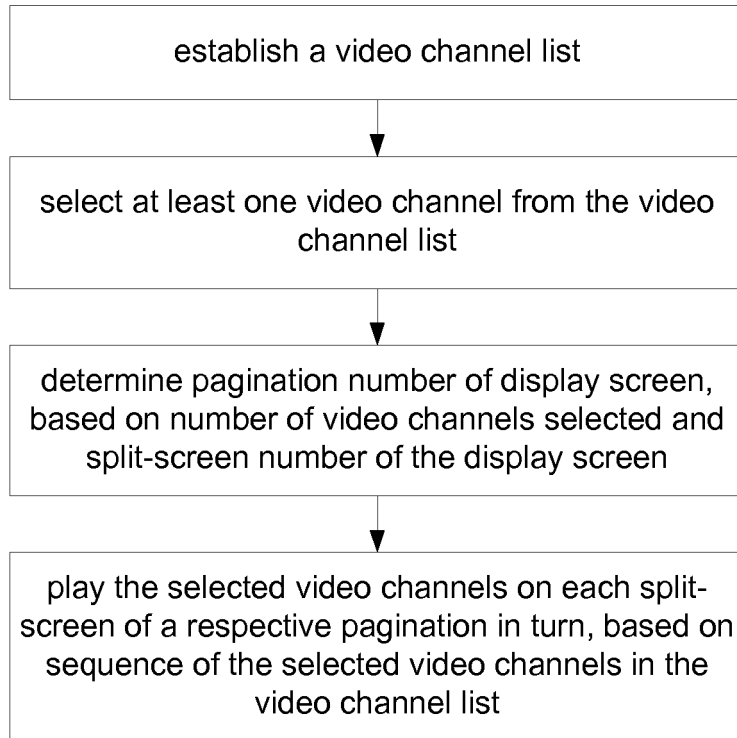 establish a video channel list
select at least one video channel from the video
channel list
determine pagination number of display screen,
based on number of video channels selected and
split-screen number of the display screen
play the selected video channels on each split-
screen of a respective pagination in turn, based on
sequence of the selected video channels in the
video channel list